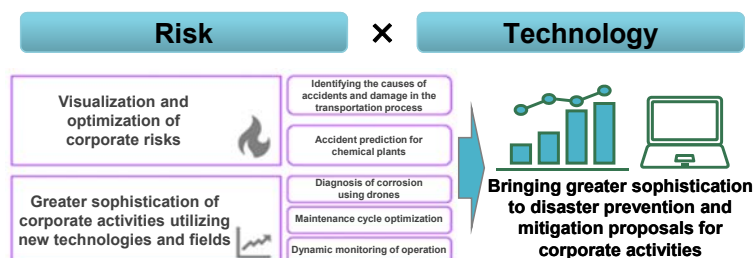 Risk
×
Technology
Visualization and
optimization of
corporate risks
Identifying the causes of
accidents and damage in the
transportation process
Accident prediction for
chemical plants
Greater sophistication of
corporate activities utilizing
new technologies and fields
Diagnosis of corrosion
using drones
Maintenance cycle optimization
Dynamic monitoring of operation
Bringing greater sophistication
to disaster prevention and
mitigation proposals for
corporate activities